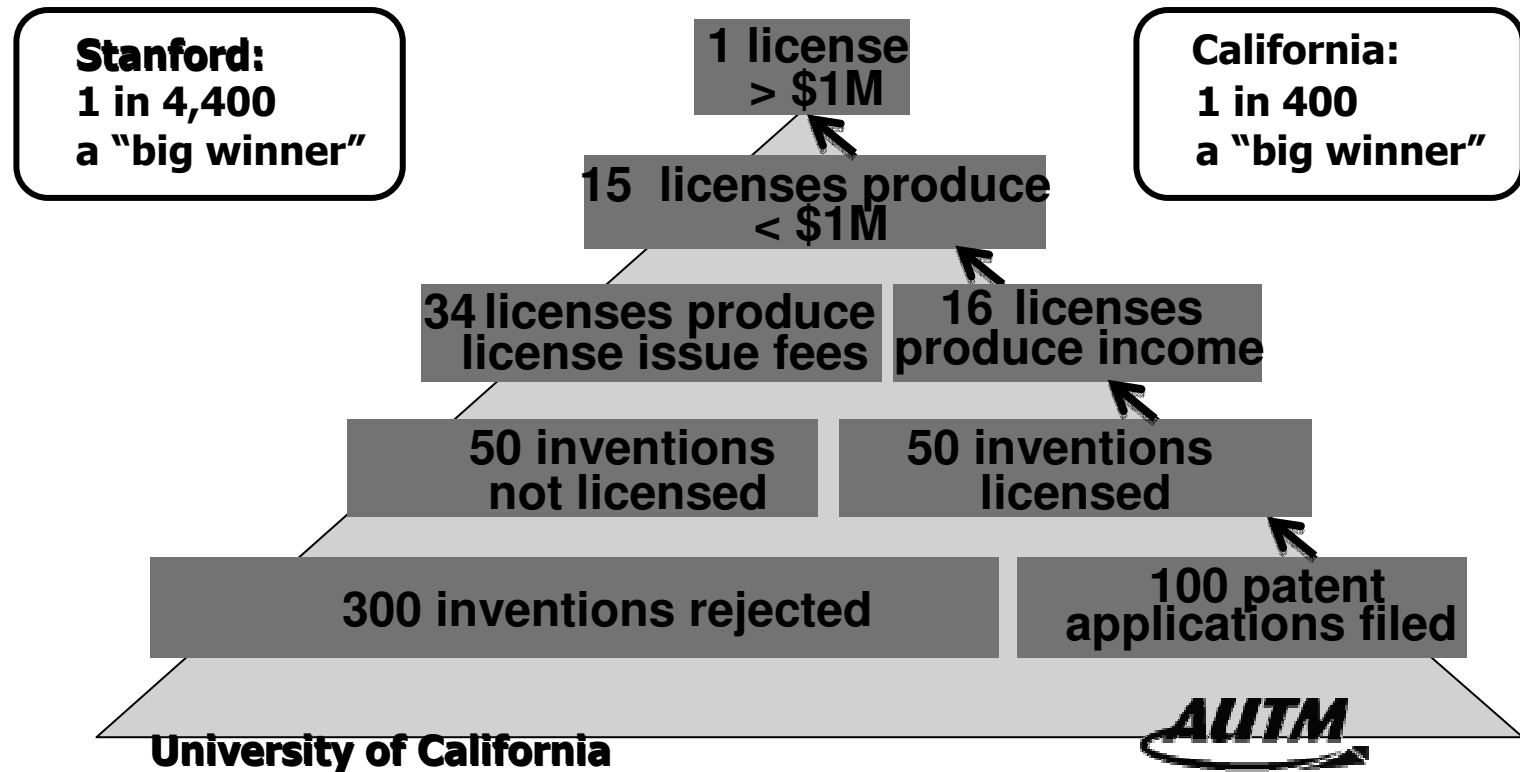 Stanford:
1 in 4,400
a “big winner”
1 license
> $1M
California:
1 in 400
a “big winner”
15 licenses produce
< $1M
34 licenses produce
license issue fees
16 licenses
produce income
50 inventions
not licensed
50 inventions
licensed
300 inventions rejected
100 patent
applications filed
University of California
AUTM